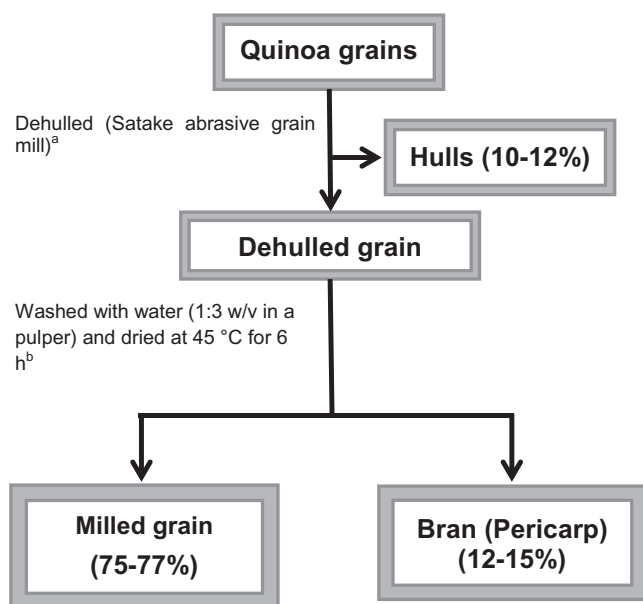 Quinoa grains
Dehulled (Satake abrasive grain
mill)ᵃ
Hulls (10-12%)
Dehulled grain
Washed with water (1:3 w/v in a
pulper) and dried at 45 °C for 6
hᵇ
Milled grain
(75-77%)
Bran (Pericarp)
(12-15%)